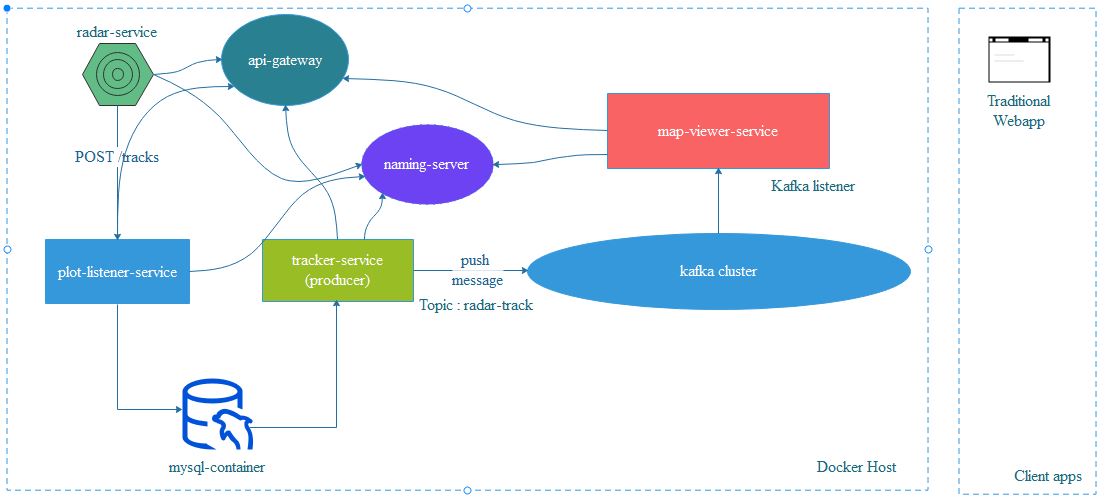 radar-service
api-gateway
POST /tracks
naming-server
map-viewer-service
Kafka listener
Traditional
Webapp
plot-listener-service
tracker-service
(producer)
push
message
Topic : radar-track
kafka cluster
mysql-container
Docker Host
Client apps